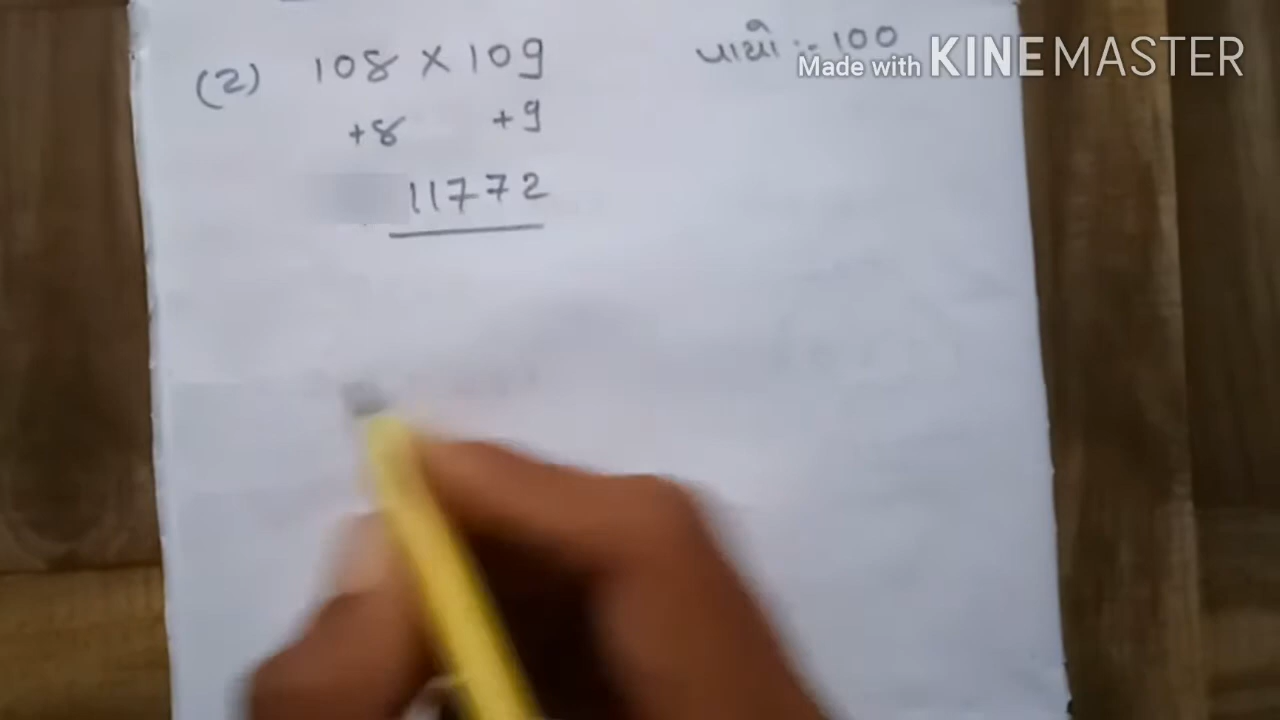 (2) 108 × 109 પાયો :- 100
Made with KINEMASTER
+8 +9
11772